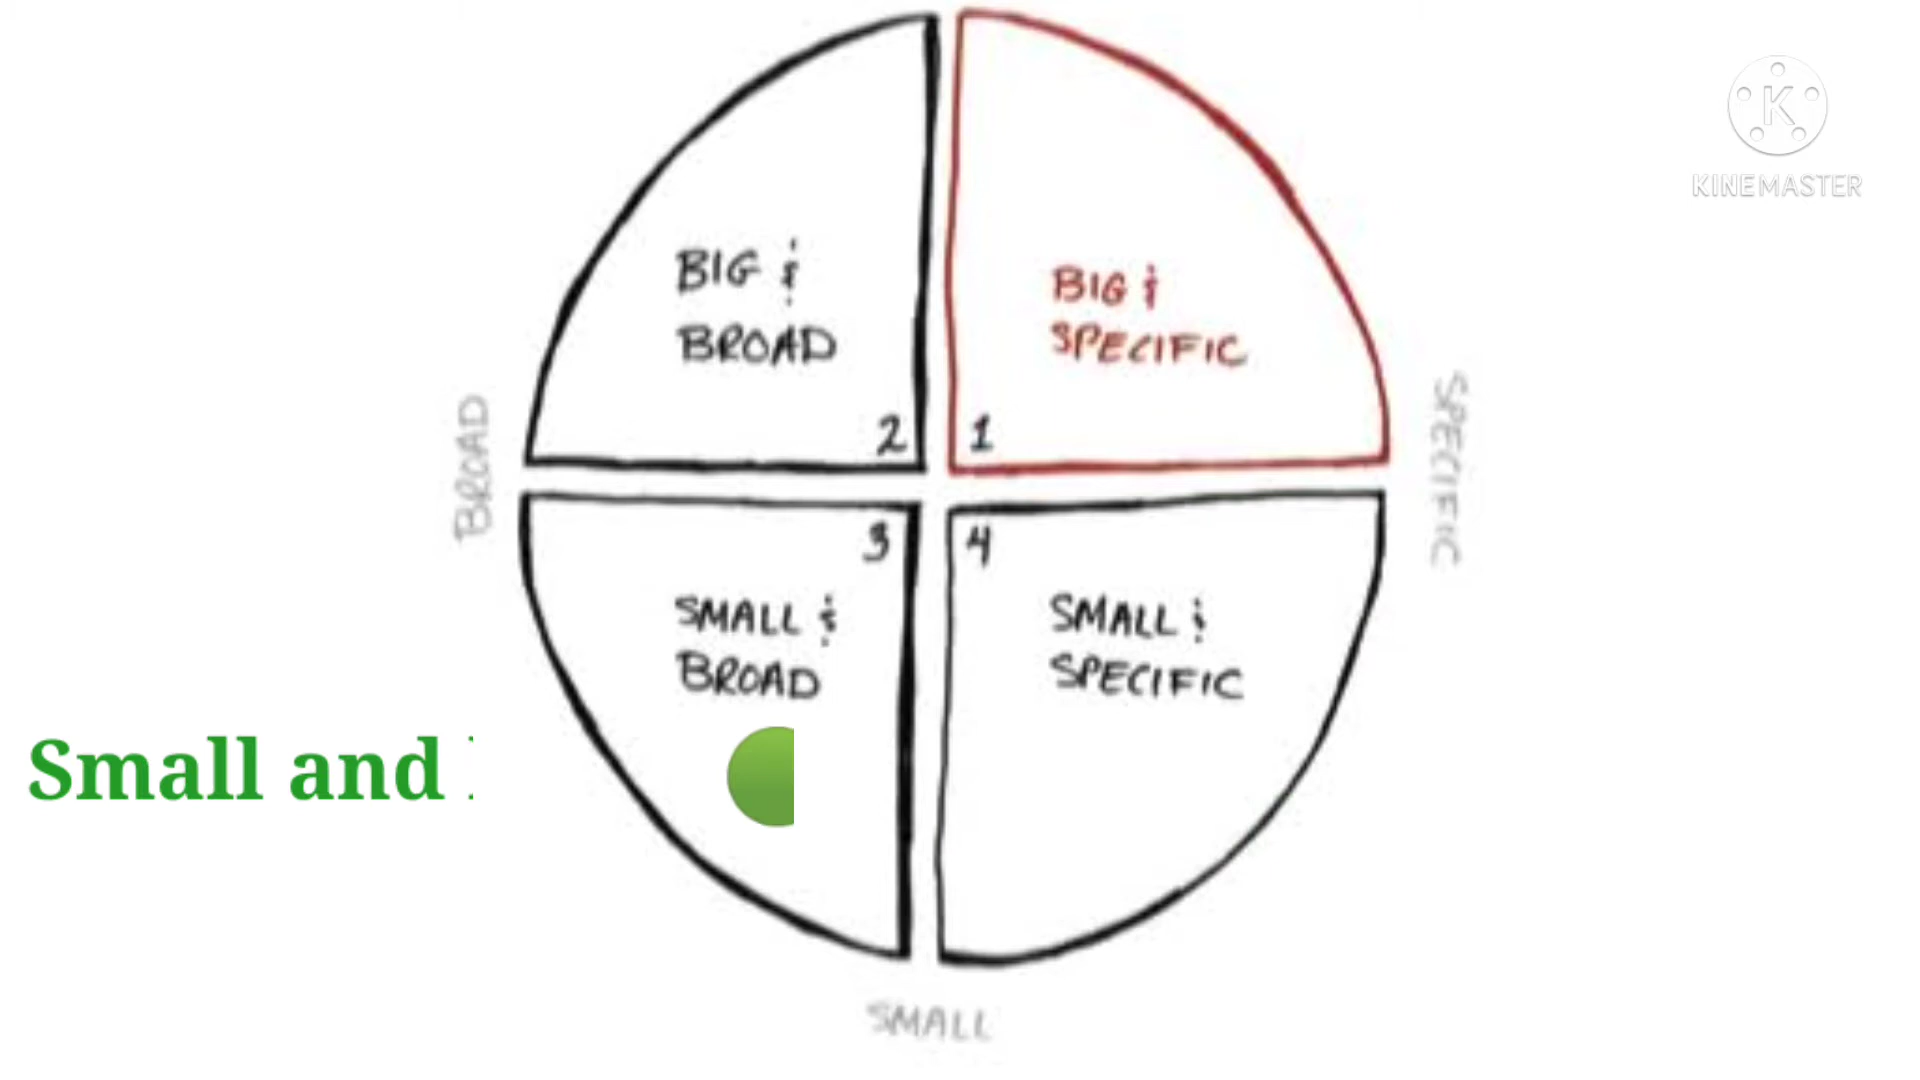 BIG &
BROAD
2
BIG &
SPECIFIC
1
BROAD
SPECIFIC
3
SMALL &
BROAD
4
SMALL &
SPECIFIC
Small and
SMALL
K
KINEMASTER